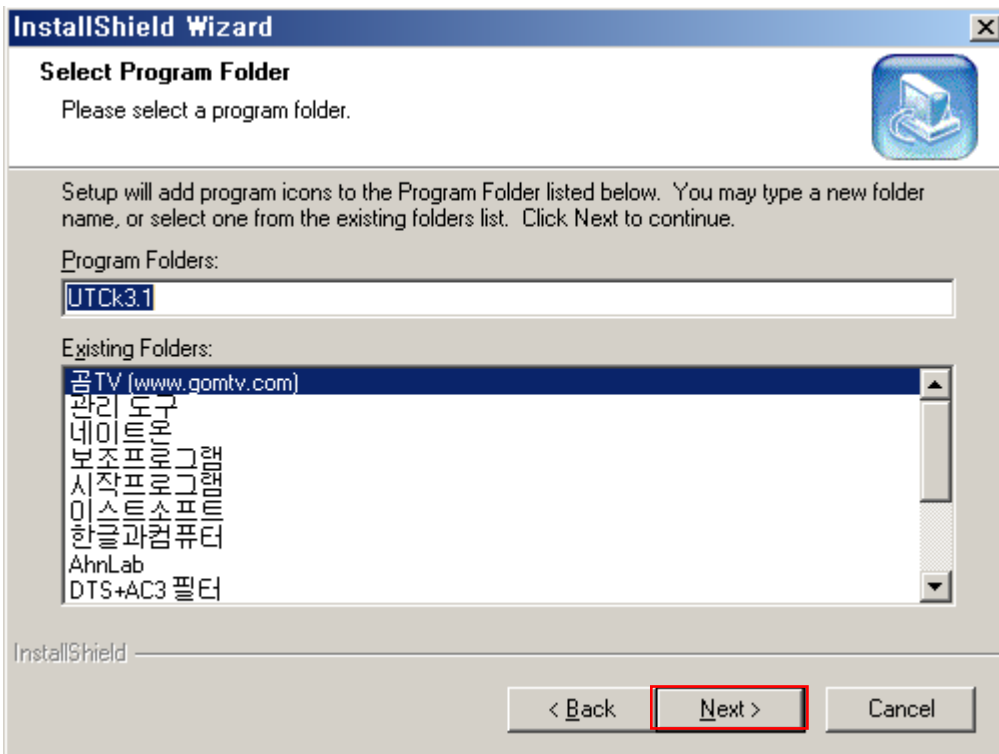 InstallShield Wizard
Select Program Folder
Please select a program folder.
Setup will add program icons to the Program Folder listed below.  You may type a new folder
name, or select one from the existing folders list.  Click Next to continue.
Program Folders:
UTCk3.1
Existing Folders:
곰TV (www.gomtv.com)
관리 도구
네이트온
보조프로그램
시작프로그램
이스트소프트
한글과컴퓨터
AhnLab
DTS+AC3 필터
InstallShield
< Back
Next >
Cancel